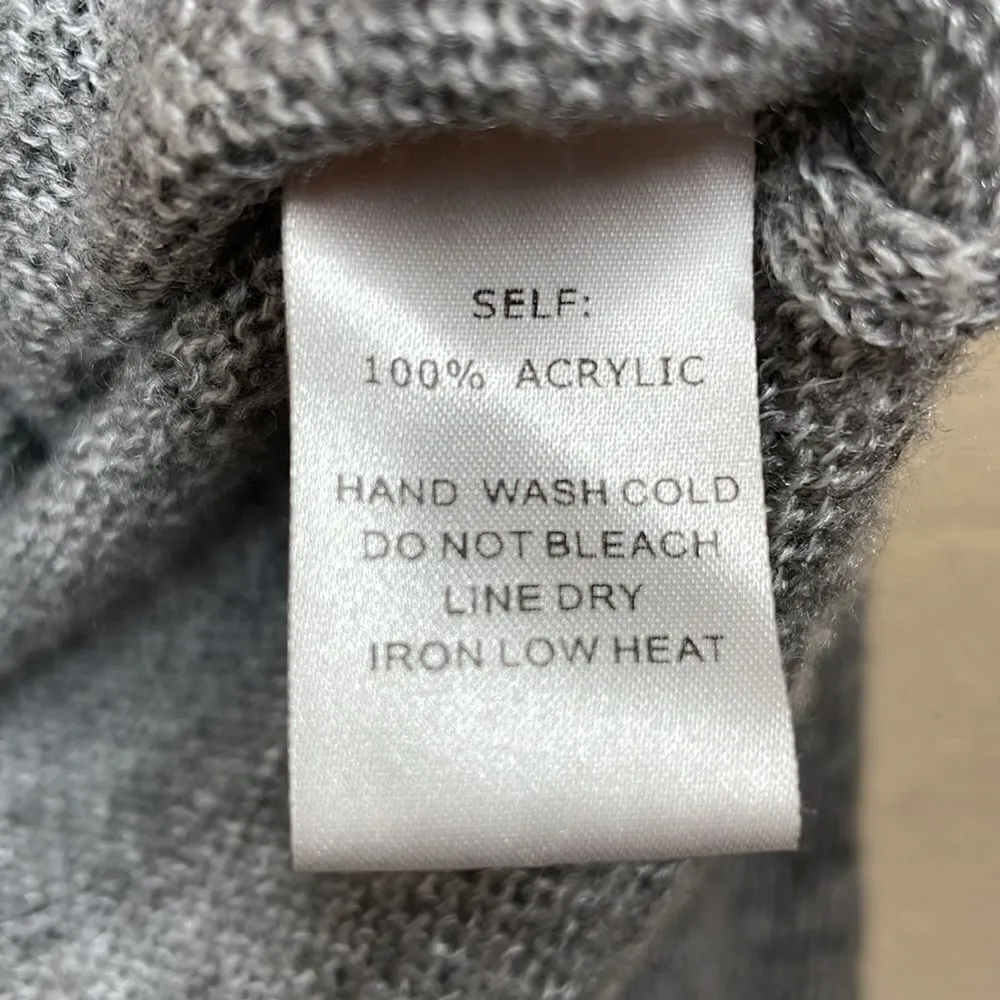 SELF:
100% ACRYLIC
HAND WASH COLD
DO NOT BLEACH
LINE DRY
IRON LOW HEAT